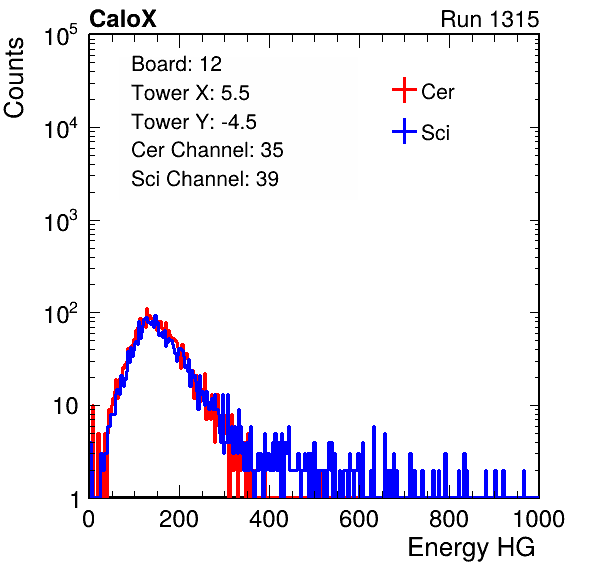 CaloX Run 1315
Counts
10^5
10^4
10^3
10^2
10
1
Board: 12
Tower X: 5.5
Tower Y: -4.5
Cer Channel: 35
Sci Channel: 39
Cer
Sci
0 200 400 600 800 1000
Energy HG